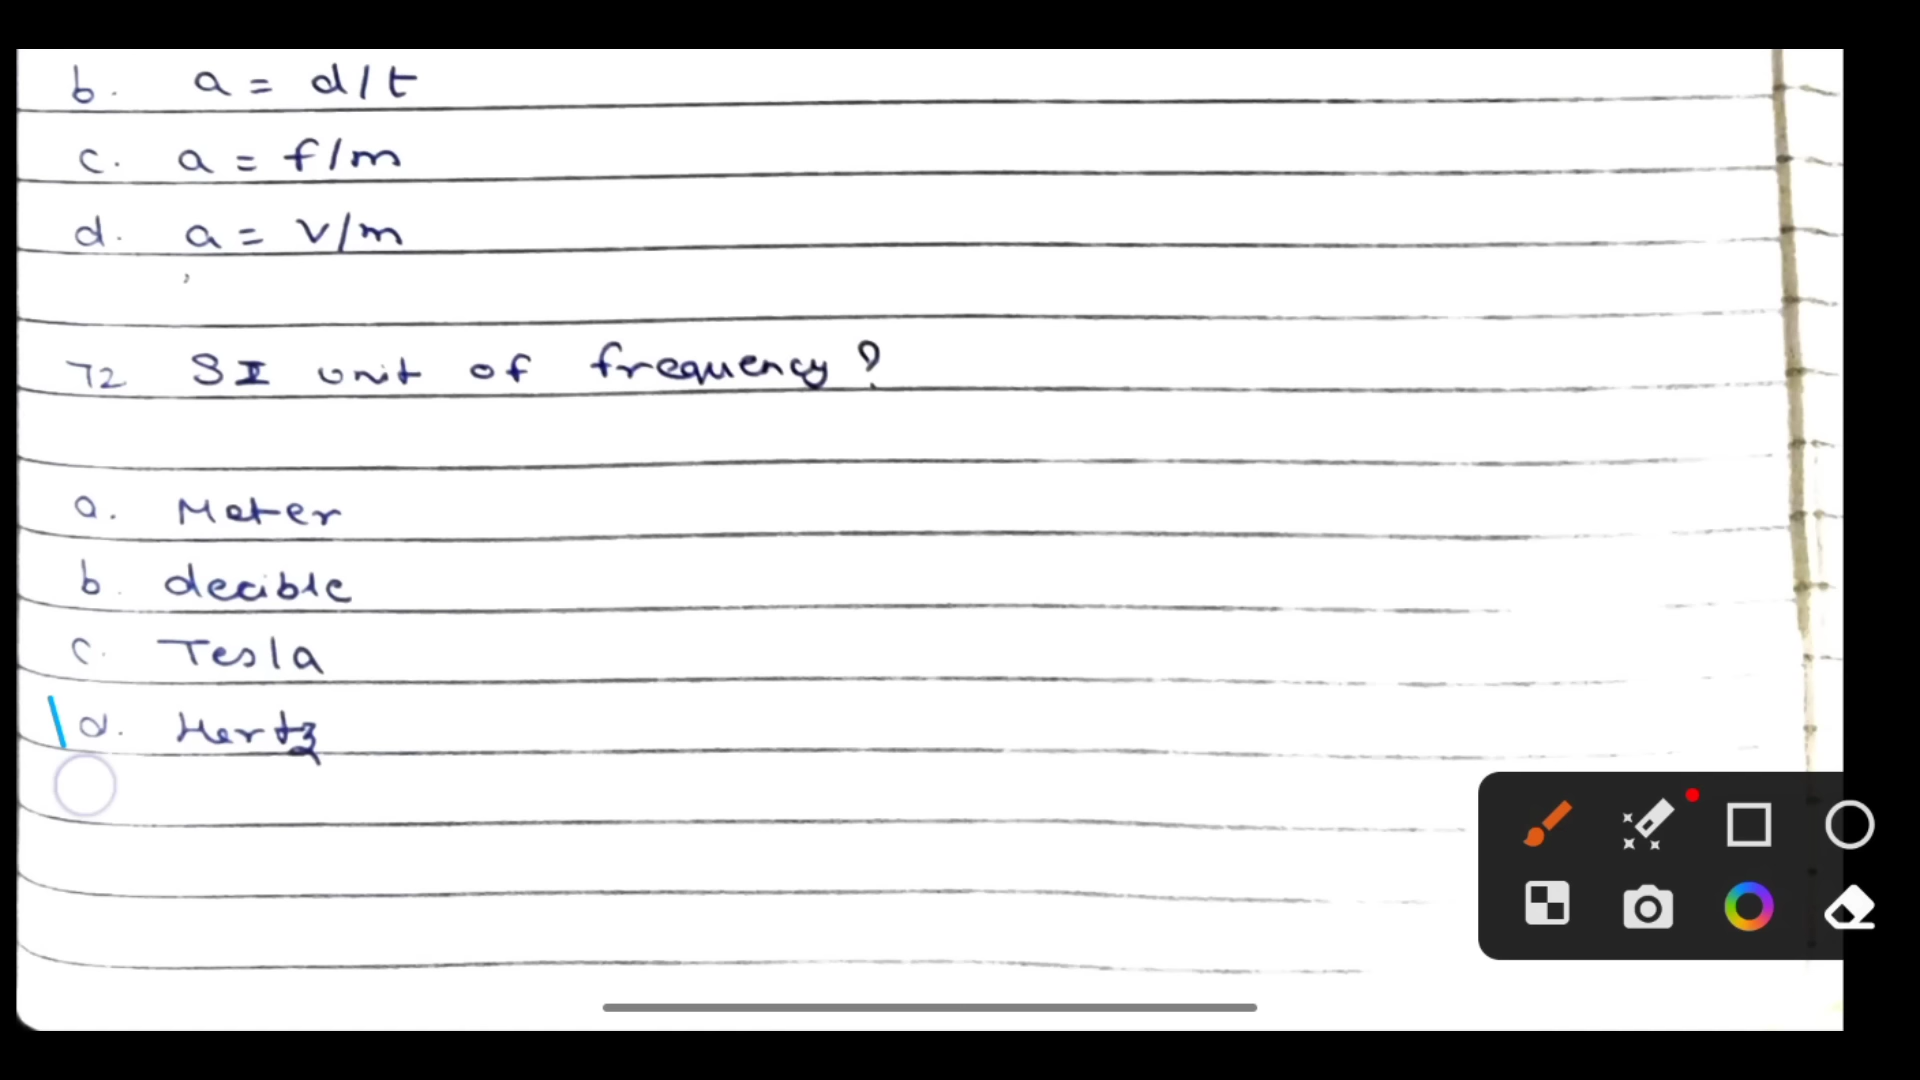 b. a = d/t
c. a = f/m
d. a = v/m
72 SI unit of frequency?
a. Meter
b. decible
c. Tesla
d. Hertz